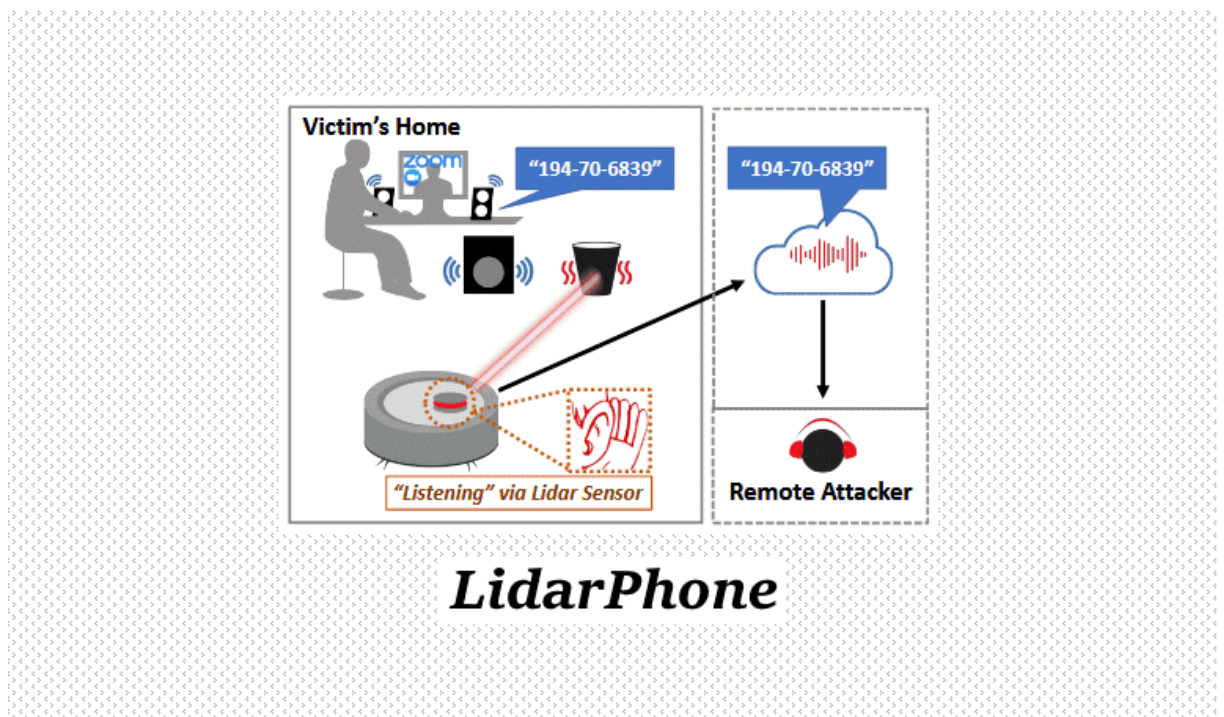 Victim's Home
zoom
"194-70-6839"
"194-70-6839"
"Listening" via Lidar Sensor
Remote Attacker
LidarPhone